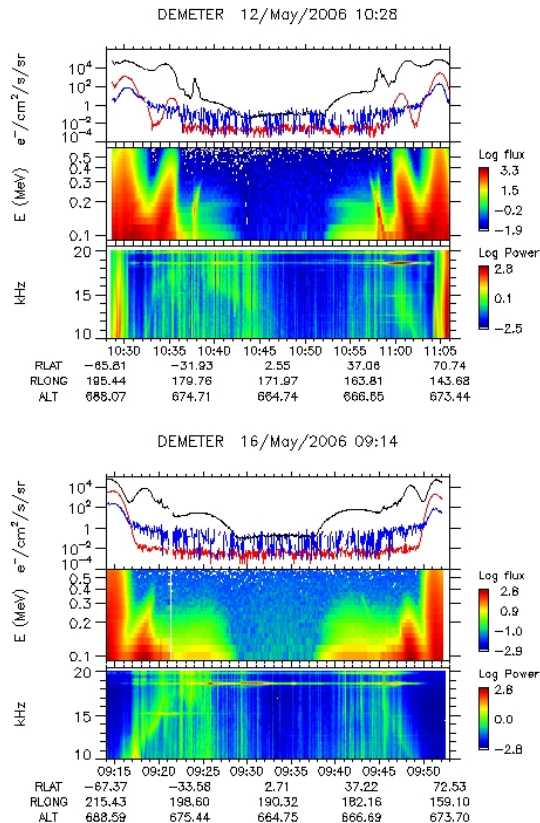 DEMETER 12/May/2006 10:28
e⁻/cm²/s/sr
10⁴
10²
1
10⁻²
10⁻⁴
E (MeV)
0.5
0.3
0.2
0.1
Log flux
3.3
1.5
-0.2
-1.9
kHz
20
15
10
Log Power
2.8
0.1
-2.5
10:30 10:35 10:40 10:45 10:50 10:55 11:00 11:05
RLAT -65.81 -31.93 2.55 37.06 70.74
RLONG 195.44 179.76 171.97 163.81 143.68
ALT 688.07 674.71 664.74 666.65 673.44
DEMETER 16/May/2006 09:14
e⁻/cm²/s/sr
10⁴
10²
1
10⁻²
10⁻⁴
E (MeV)
0.5
0.3
0.2
0.1
Log flux
2.6
0.9
-1.0
-2.9
kHz
20
15
10
Log Power
2.6
0.0
-2.8
09:15 09:20 09:25 09:30 09:35 09:40 09:45 09:50
RLAT -67.37 -33.58 2.71 37.22 72.53
RLONG 215.43 198.60 190.32 182.16 159.10
ALT 688.59 675.44 664.75 666.69 673.70